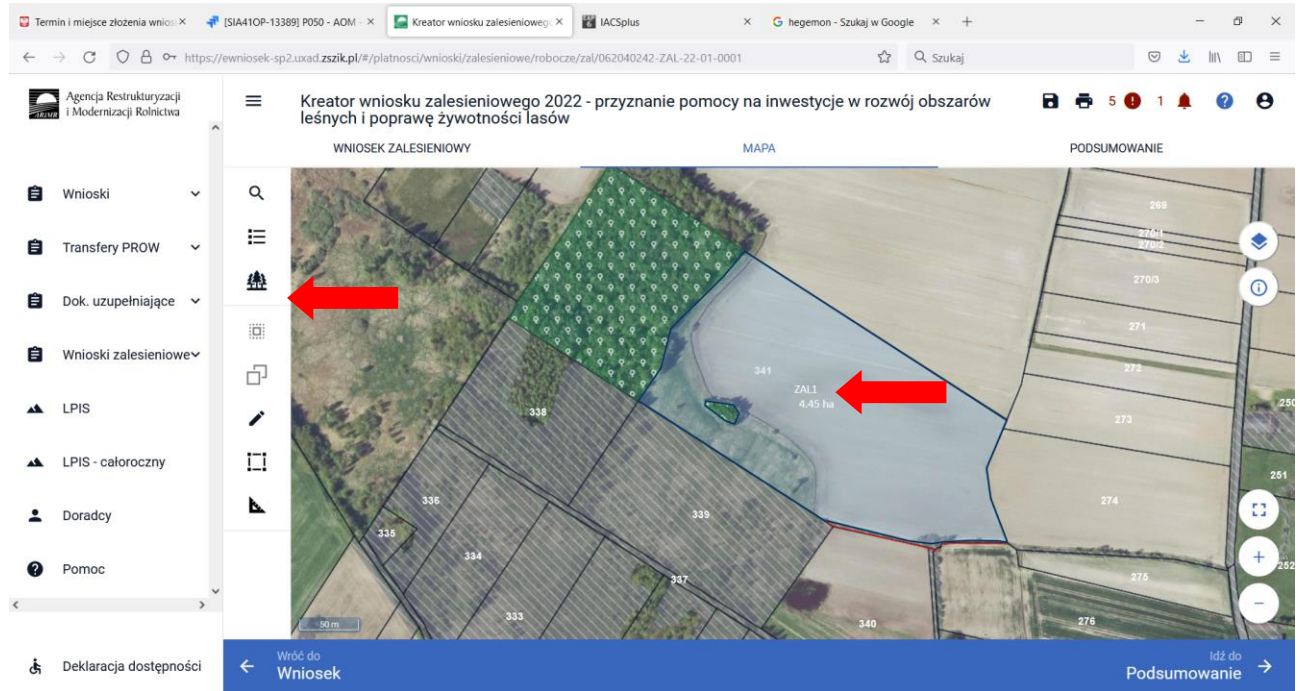 Termin i miejsce złożenia wnios
[SIA41OP-13389] P050 - AOM -
Kreator wniosku zalesienioweg
IACSplus
hegemon - Szukaj w Google
https://ewniosek-sp2.uxad.zszik.pl/#/platnosci/wnioski/zalesieniowe/robocze/zal/062040242-ZAL-22-01-0001
Szukaj
Agencja Restrukturyzacji
i Modernizacji Rolnictwa
ARiMR
Kreator wniosku zalesieniowego 2022 - przyznanie pomocy na inwestycje w rozwój obszarów
leśnych i poprawę żywotności lasów
5
1
WNIOSEK ZALESIENIOWY
MAPA
PODSUMOWANIE
Wnioski
Transfery PROW
Dok. uzupełniające
Wnioski zalesieniowe
LPIS
LPIS - całoroczny
Doradcy
Pomoc
Deklaracja dostępności
269
270/1
270/2
270/3
271
272
273
274
275
276
250
251
252
341
ZAL1
4.45 ha
338
339
336
335
334
337
333
340
50 m
Wróć do
Wniosek
Idź do
Podsumowanie